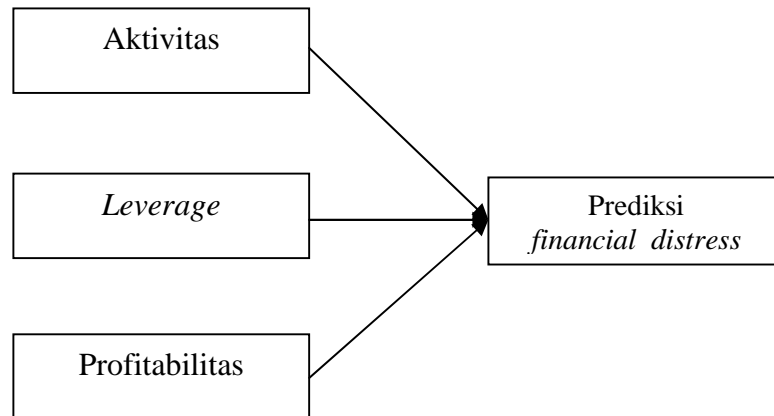 Aktivitas
Leverage
Prediksi
financial distress
Profitabilitas